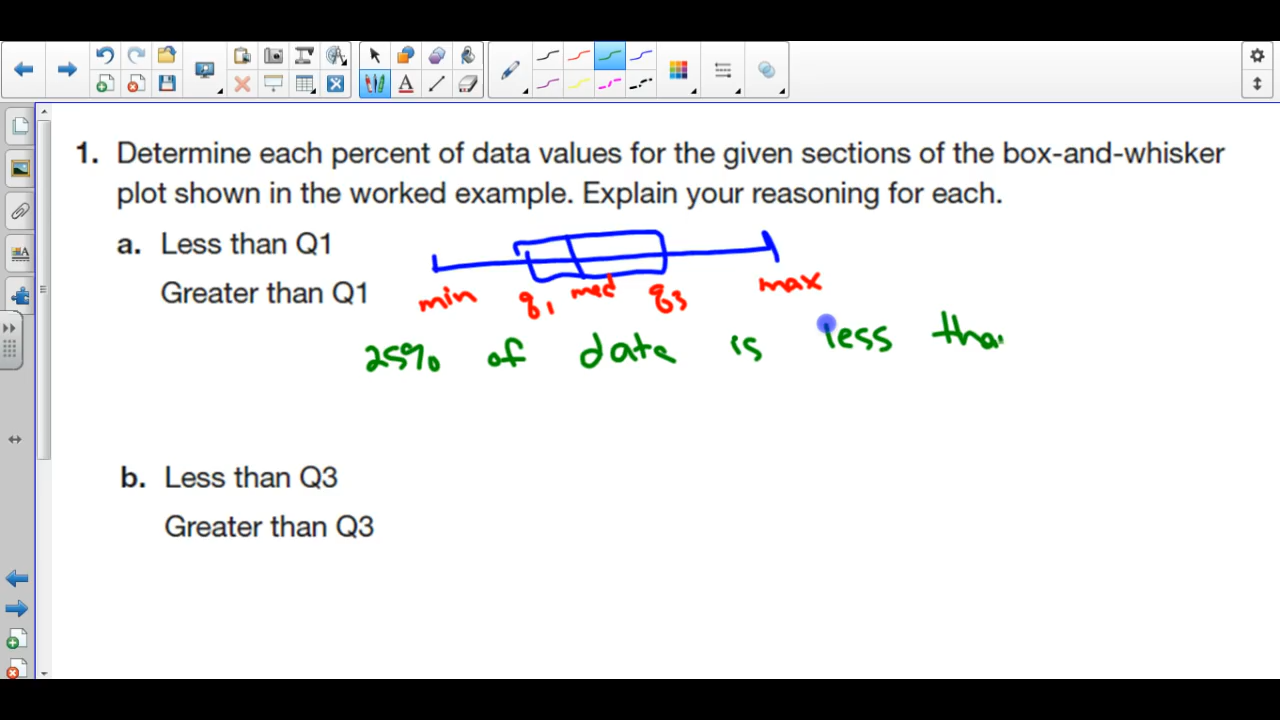 1. Determine each percent of data values for the given sections of the box-and-whisker
plot shown in the worked example. Explain your reasoning for each.
a. Less than Q1
Greater than Q1
min q1 med q3 max
25% of data is less tha
b. Less than Q3
Greater than Q3